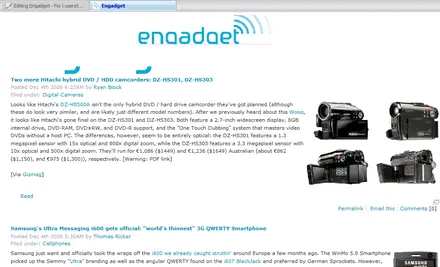 Editing Engadget - Fix | userst...
Engadget
engadget
Two more Hitachi hybrid DVD / HDD camcorders: DZ-HS301, DZ-HS303
Posted Dec 4th 2006 6:23AM by Ryan Block
Filed under: Digital Cameras
Looks like Hitachi's DZ-HS500A isn't the only hybrid DVD / hard drive camcorder they've got planned (although
these do look very similar, and are likely just different model numbers). After we previously heard about this Wooo,
it looks like Hitachi's gone final on the DZ-HS301 and DZ-HS303. Both feature a 2.7-inch widescreen display, 8GB
internal drive, DVD-RAM, DVD±RW, and DVD-R support, and the "One Touch Dubbing" system that masters video
DVDs without a PC. The differences, however, seem to be entirely optical: the DZ-HS301 features a 1.3
megapixel sensor with 15x optical and 800x digital zoom, while the DZ-HS303 features a 3.3 megapixel sensor with
10x optical and 500x digital zoom. They'll run for €1,086 ($1449) and €1,236 ($1649) Australian (about €862
($1,150), and €975 ($1,300)), respectively. [Warning: PDF link]
[Via Gizmag]
Read
Permalink Email this Comments [0]
Samsung's Ultra Messaging i600 gets official: "world's thinnest" 3G QWERTY Smartphone
Posted Dec 4th 2006 5:30AM by Thomas Ricker
Filed under: Cellphones
Samsung just went and officially took the wraps off the i600 we already caught struttin' around Europe a few months ago. The WinMo 5.0 Smartphone
picked up the Sammy "Ultra" branding as well as the angular QWERTY found on the i607 BlackJack and preferred by German Sprockets. However,